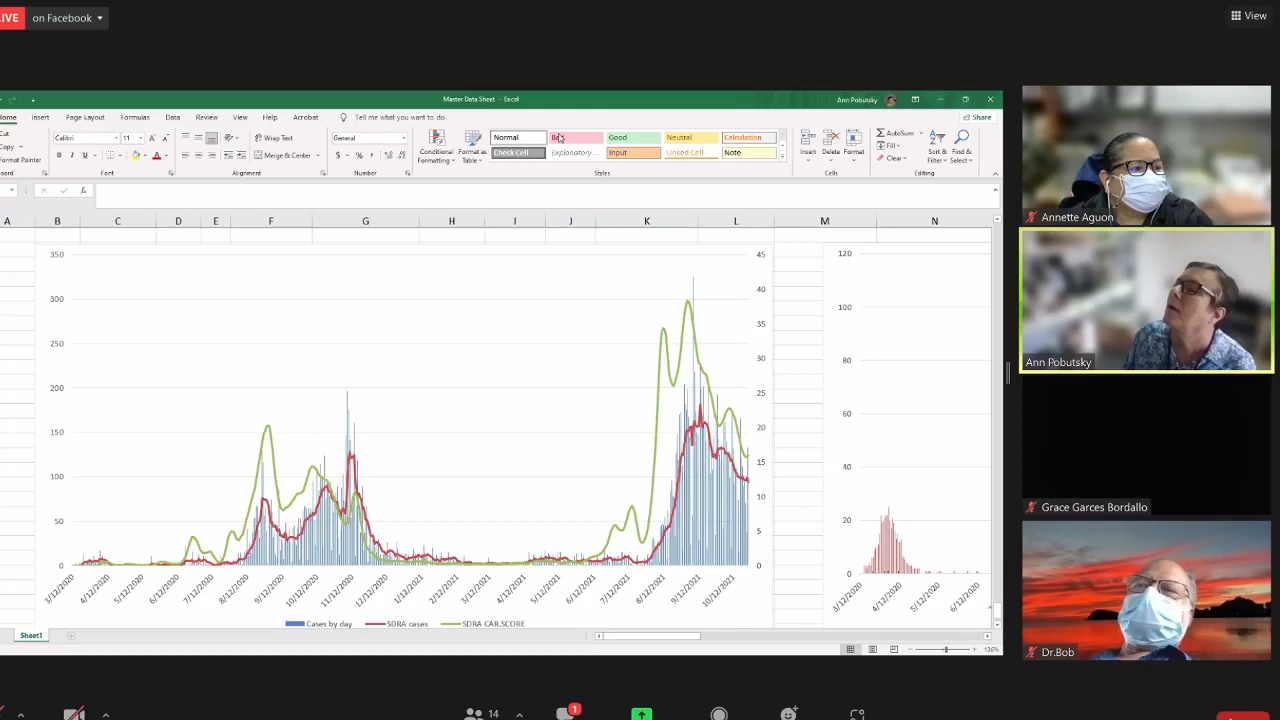 LIVE
on Facebook
View
Master Data Sheet - Excel
Ann Pobutsky
Home
Insert
Page Layout
Formulas
Data
Review
View
Help
Acrobat
Tell me what you want to do
Share
Cut
Copy
Format Painter
Calibri
11
Wrap Text
General
Merge & Center
Conditional Formatting
Format as Table
Normal
Bad
Good
Neutral
Calculation
Check Cell
Explanatory ...
Input
Linked Cell
Note
Insert
Delete
Format
AutoSum
Fill
Clear
Sort & Filter
Find & Select
Font
Alignment
Number
Styles
Cells
Editing
A B C D E F G H I J K L M N
350
300
250
200
150
100
50
0
45
40
35
30
25
20
15
10
5
0
3/12/2020 4/12/2020 5/12/2020 6/12/2020 7/12/2020 8/12/2020 9/12/2020 10/12/2020 11/12/2020 12/12/2020 1/12/2021 2/12/2021 3/12/2021 4/12/2021 5/12/2021 6/12/2021 7/12/2021 8/12/2021 9/12/2021 10/12/2021
Cases by day
SDRA cases
SDRA CAR.SCORE
120
100
80
60
40
20
0
3/12/2020 4/12/2020 5/12/2020 6/12/2020
Sheet1
136%
Annette Aguon
Ann Pobutsky
Grace Garces Bordallo
Dr.Bob
14
1